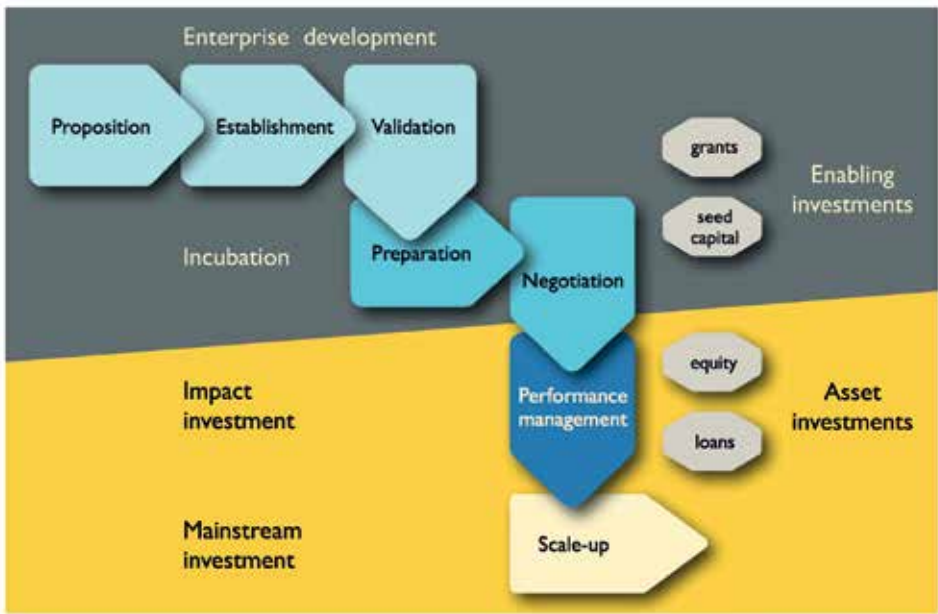 Enterprise development
Proposition
Establishment
Validation
grants
Enabling
investments
seed
capital
Incubation
Preparation
Negotiation
Impact
investment
Performance
management
equity
Asset
investments
loans
Mainstream
investment
Scale-up